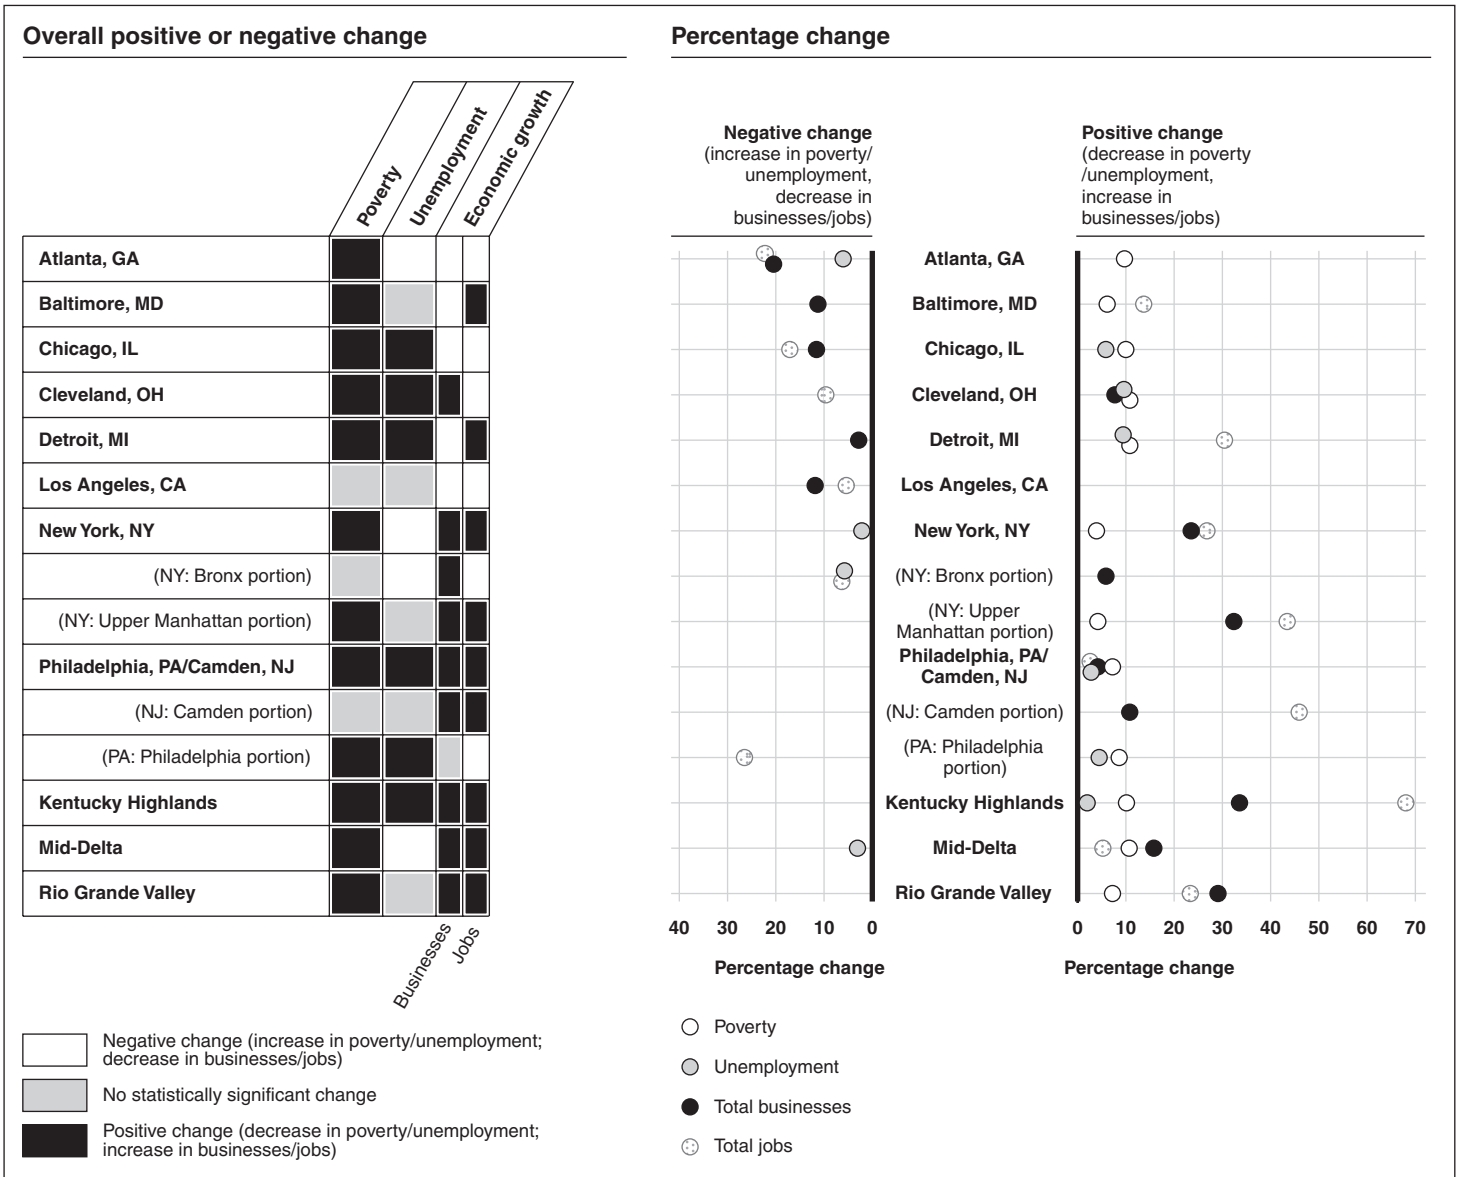 Overall positive or negative change
Poverty
Unemployment
Economic growth
Atlanta, GA
Baltimore, MD
Chicago, IL
Cleveland, OH
Detroit, MI
Los Angeles, CA
New York, NY
(NY: Bronx portion)
(NY: Upper Manhattan portion)
Philadelphia, PA/Camden, NJ
(NJ: Camden portion)
(PA: Philadelphia portion)
Kentucky Highlands
Mid-Delta
Rio Grande Valley
Businesses
Jobs
Negative change (increase in poverty/unemployment;
decrease in businesses/jobs)
No statistically significant change
Positive change (decrease in poverty/unemployment;
increase in businesses/jobs)
Percentage change
Negative change
(increase in poverty/
unemployment,
decrease in
businesses/jobs)
Positive change
(decrease in poverty
/unemployment,
increase in
businesses/jobs)
Atlanta, GA
Baltimore, MD
Chicago, IL
Cleveland, OH
Detroit, MI
Los Angeles, CA
New York, NY
(NY: Bronx portion)
(NY: Upper
Manhattan portion)
Philadelphia, PA/
Camden, NJ
(NJ: Camden portion)
(PA: Philadelphia
portion)
Kentucky Highlands
Mid-Delta
Rio Grande Valley
40 30 20 10 0
0 10 20 30 40 50 60 70
Percentage change
Percentage change
Poverty
Unemployment
Total businesses
Total jobs